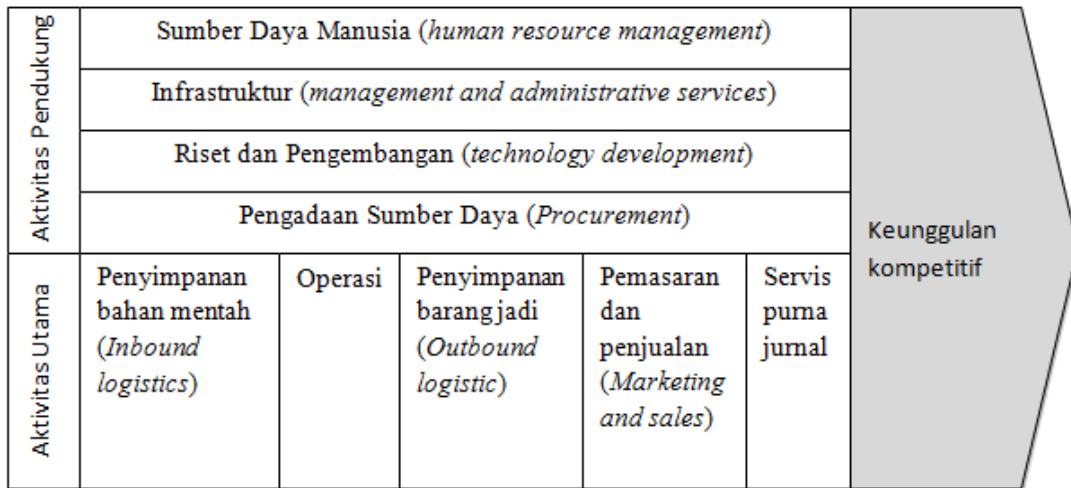 Aktivitas Pendukung
Sumber Daya Manusia (human resource management)
Infrastruktur (management and administrative services)
Riset dan Pengembangan (technology development)
Pengadaan Sumber Daya (Procurement)
Aktivitas Utama
Penyimpanan
bahan mentah
(Inbound
logistics)
Operasi
Penyimpanan
barang jadi
(Outbound
logistic)
Pemasaran
dan
penjualan
(Marketing
and sales)
Servis
purna
jurnal
Keunggulan
kompetitif